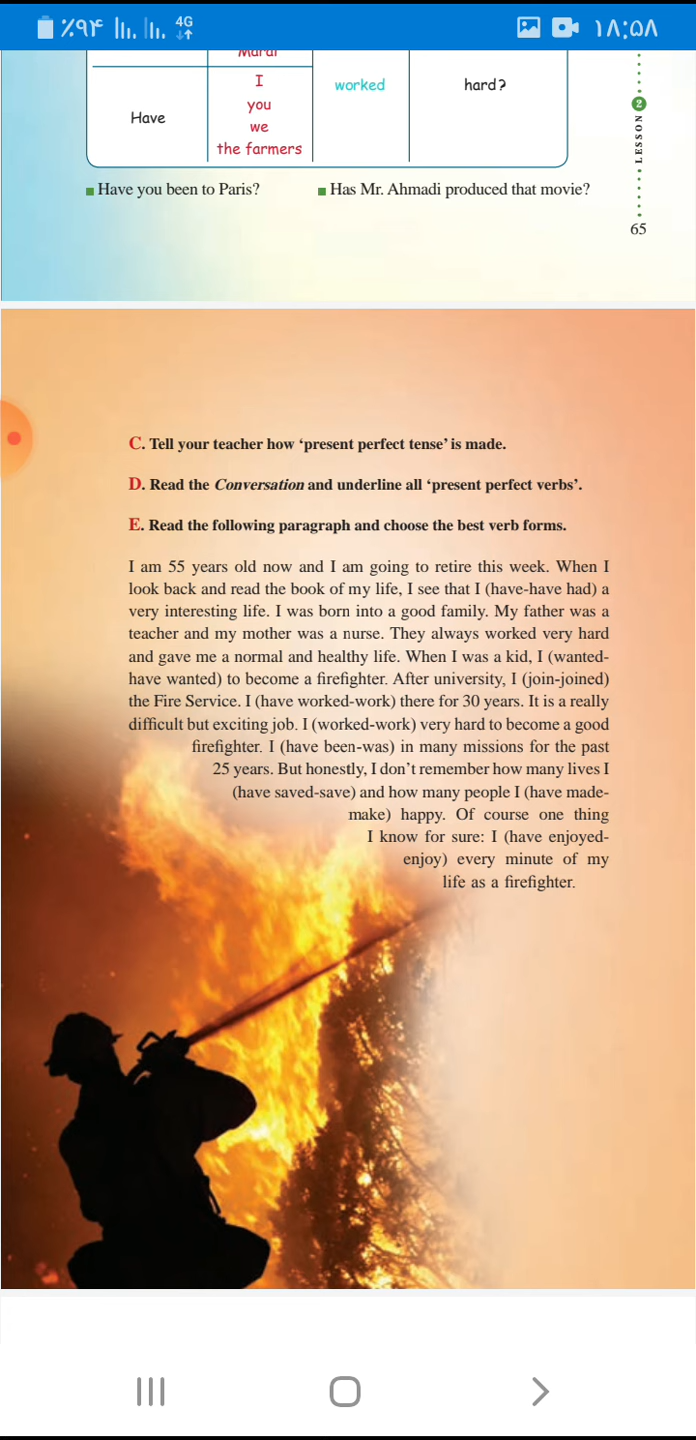 ٪۹۴ 4G ۱۸:۵۸
I
worked
hard?
you
Have
we
the farmers
LESSON 2
Have you been to Paris? Has Mr. Ahmadi produced that movie?
65
C. Tell your teacher how ‘present perfect tense’ is made.
D. Read the Conversation and underline all ‘present perfect verbs’.
E. Read the following paragraph and choose the best verb forms.
I am 55 years old now and I am going to retire this week. When I
look back and read the book of my life, I see that I (have-have had) a
very interesting life. I was born into a good family. My father was a
teacher and my mother was a nurse. They always worked very hard
and gave me a normal and healthy life. When I was a kid, I (wanted-
have wanted) to become a firefighter. After university, I (join-joined)
the Fire Service. I (have worked-work) there for 30 years. It is a really
difficult but exciting job. I (worked-work) very hard to become a good
firefighter. I (have been-was) in many missions for the past
25 years. But honestly, I don’t remember how many lives I
(have saved-save) and how many people I (have made-
make) happy. Of course one thing
I know for sure: I (have enjoyed-
enjoy) every minute of my
life as a firefighter.